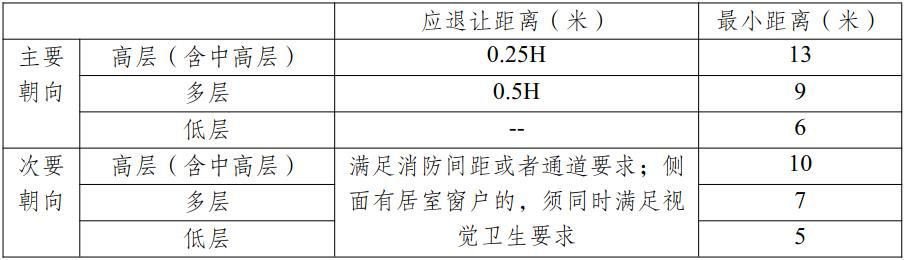 应退让距离（米） 最小距离（米）
主要朝向 高层（含中高层） 0.25H 13
多层 0.5H 9
低层 -- 6
次要朝向 高层（含中高层） 满足消防间距或者通道要求；侧 10
多层 面有居室窗户的，须同时满足视 7
低层 觉卫生要求 5